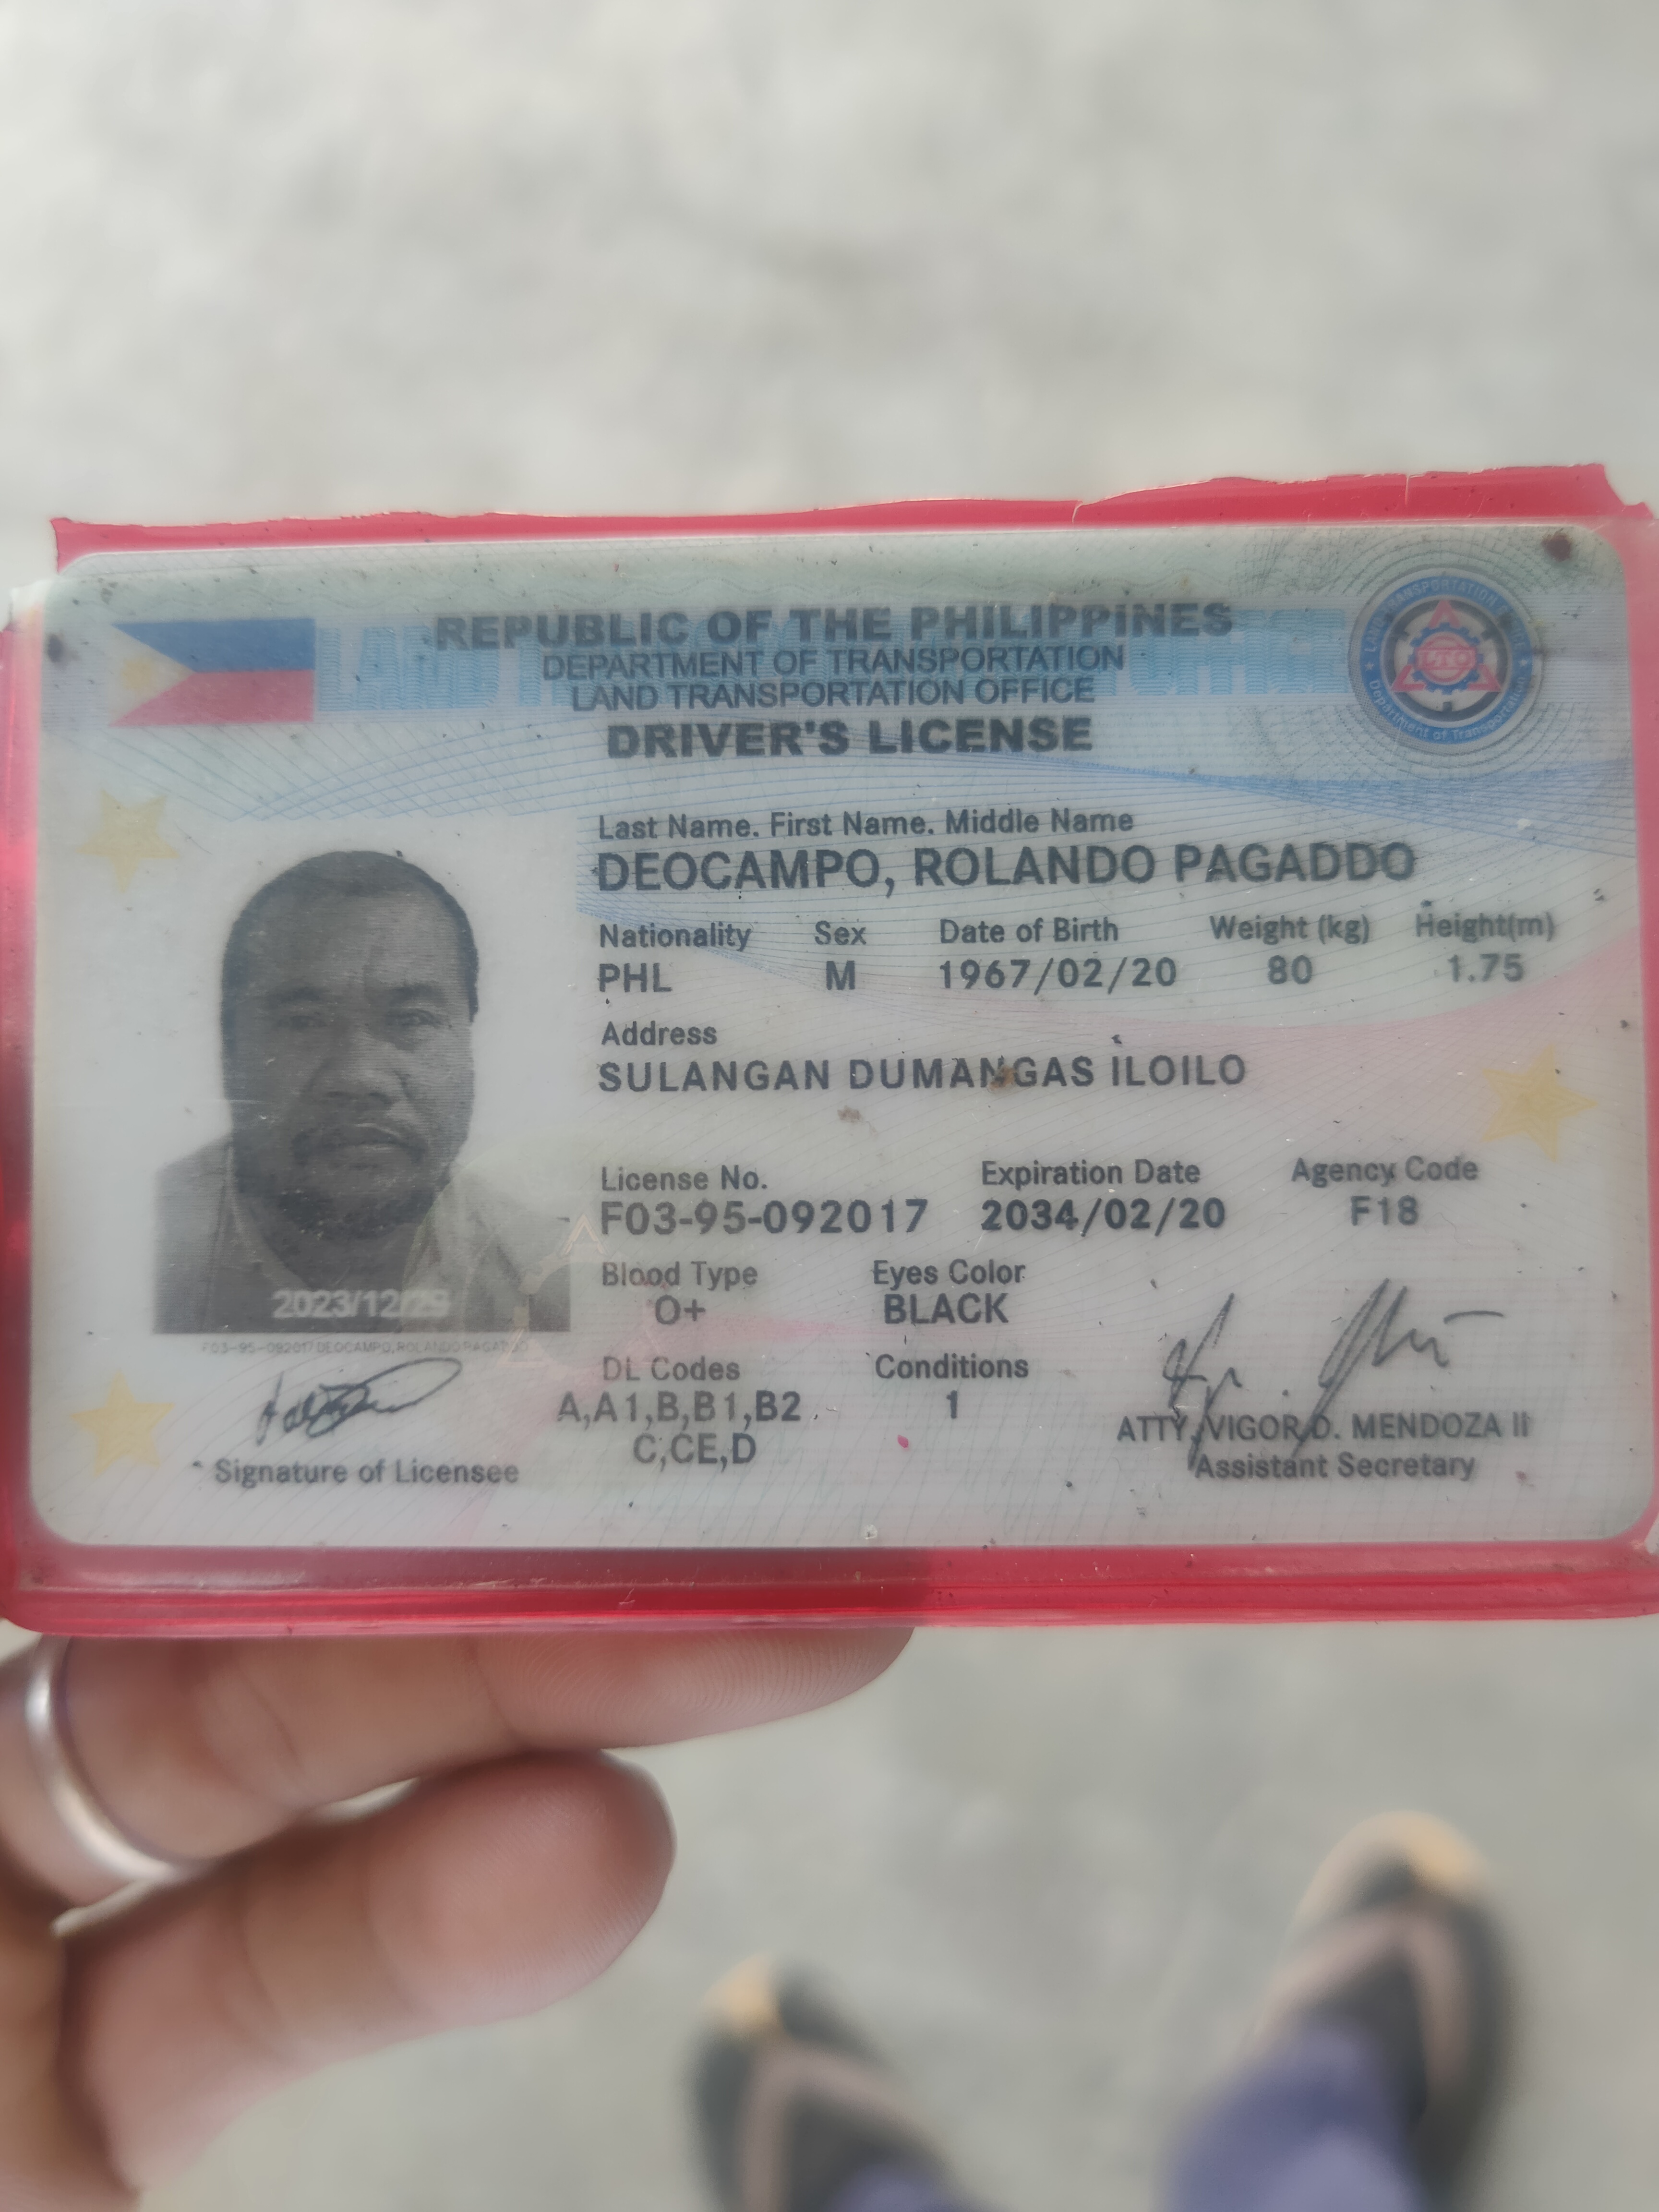 REPUBLIC OF THE PHILIPPINES
DEPARTMENT OF TRANSPORTATION
LAND TRANSPORTATION OFFICE
DRIVER'S LICENSE
Last Name. First Name. Middle Name
DEOCAMPO, ROLANDO PAGADDO
Nationality Sex Date of Birth Weight (kg) Height(m)
PHL M 1967/02/20 80 1.75
Address
SULANGAN DUMANGAS ILOILO
License No. Expiration Date Agency Code
F03-95-092017 2034/02/20 F18
Blood Type Eyes Color
O+ BLACK
2023/12/29
DL Codes Conditions
A,A1,B,B1,B2 1
C,CE,D
ATTY. VIGOR D. MENDOZA II
Assistant Secretary
Signature of Licensee